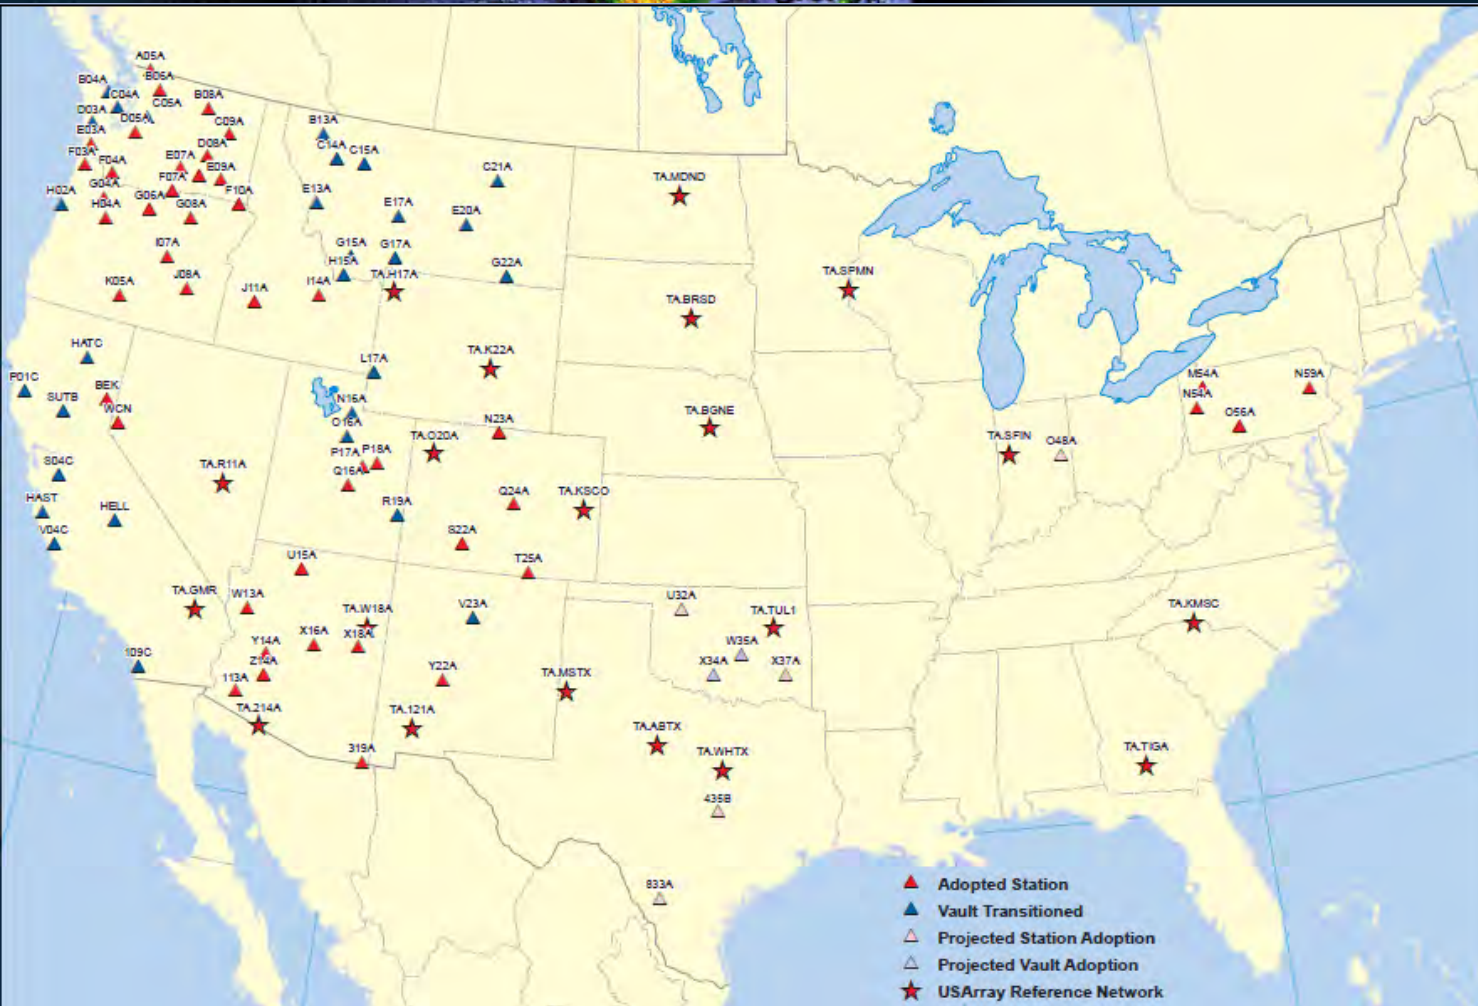 A05A
B04A
B06A
C04A
C05A
B08A
D03A
D05A
C09A
E03A
D08A
F03A
F04A
E07A
E09A
F07A
H02A
G04A
G06A
F10A
H04A
G08A
I07A
K05A
J08A
J11A
I14A
B13A
C14A
C15A
C21A
E13A
E17A
E20A
G15A
G17A
H15A
TA.H17A
G22A
TA.MDND
TA.SPMN
TA.BRSD
HATC
L17A
TA.K22A
P01C
BEK
SUTB
WCN
N16A
O16A
TA.O20A
N23A
TA.BGNE
M54A
N59A
N54A
O56A
TA.SFIN
O48A
P17A
P18A
S04C
TA.R11A
Q16A
HAST
HELL
R19A
Q24A
TA.KSCO
V04C
S22A
U15A
T25A
TA.GMR
W13A
TA.W18A
V23A
U32A
TA.TUL1
TA.KMSC
109C
Y14A
X16A
X18A
W35A
Z14A
Y22A
TA.MSTX
X34A
X37A
113A
TA.214A
TA.121A
TA.ABTX
319A
TA.WHTX
TA.TIGA
435B
833A
Adopted Station
Vault Transitioned
Projected Station Adoption
Projected Vault Adoption
USArray Reference Network